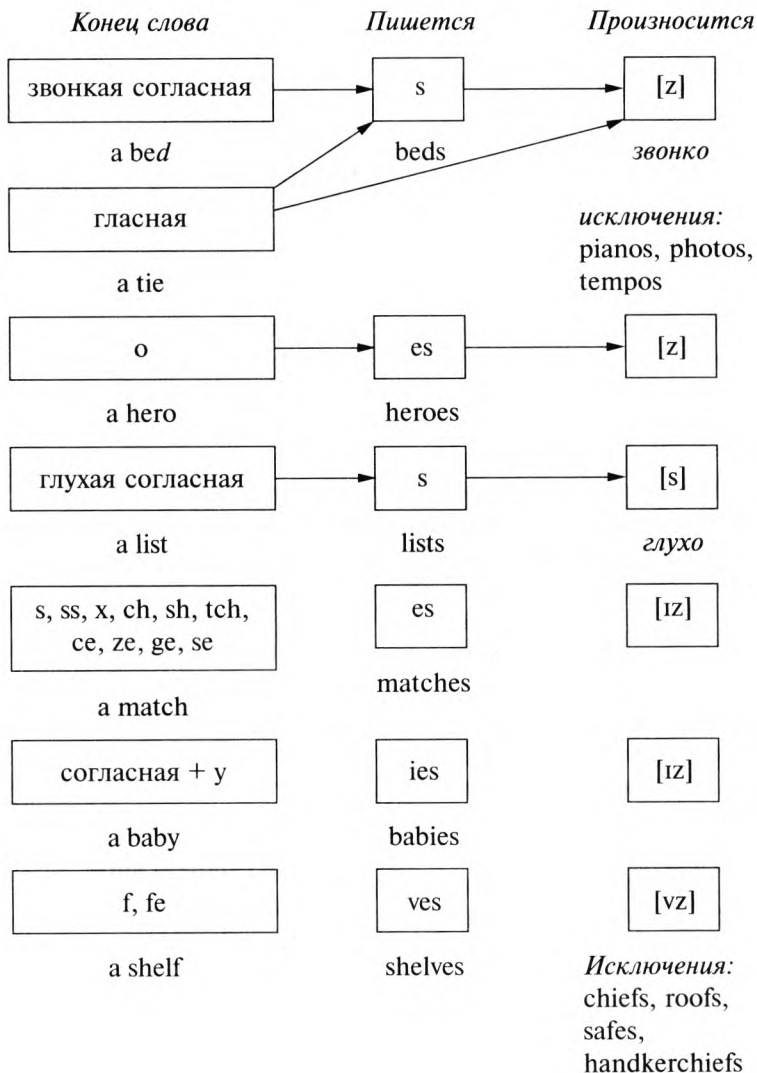 Конец слова Пишется Произносится
звонкая согласная s [z]
a bed beds звонко
гласная
a tie
исключения:
pianos, photos,
tempos
o es [z]
a hero heroes
глухая согласная s [s]
a list lists глухо
s, ss, x, ch, sh, tch,
ce, ze, ge, se
es [ɪz]
a match matches
согласная + y ies [ɪz]
a baby babies
f, fe ves [vz]
a shelf shelves
Исключения:
chiefs, roofs,
safes,
handkerchiefs